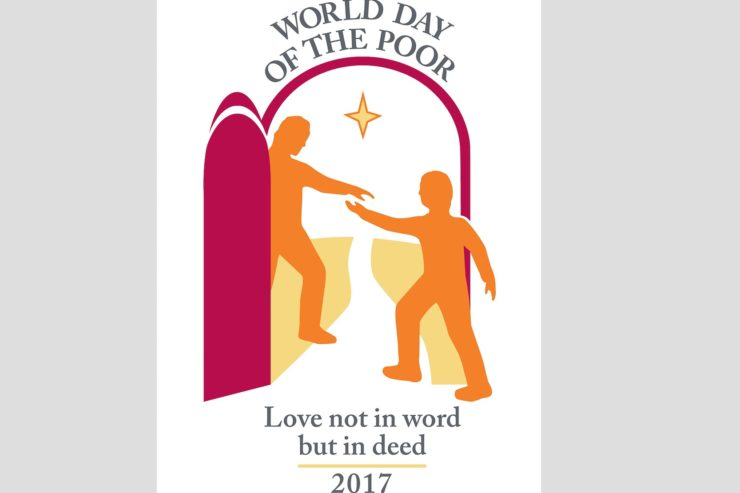 WORLD DAY
OF THE POOR
Love not in word
but in deed
2017